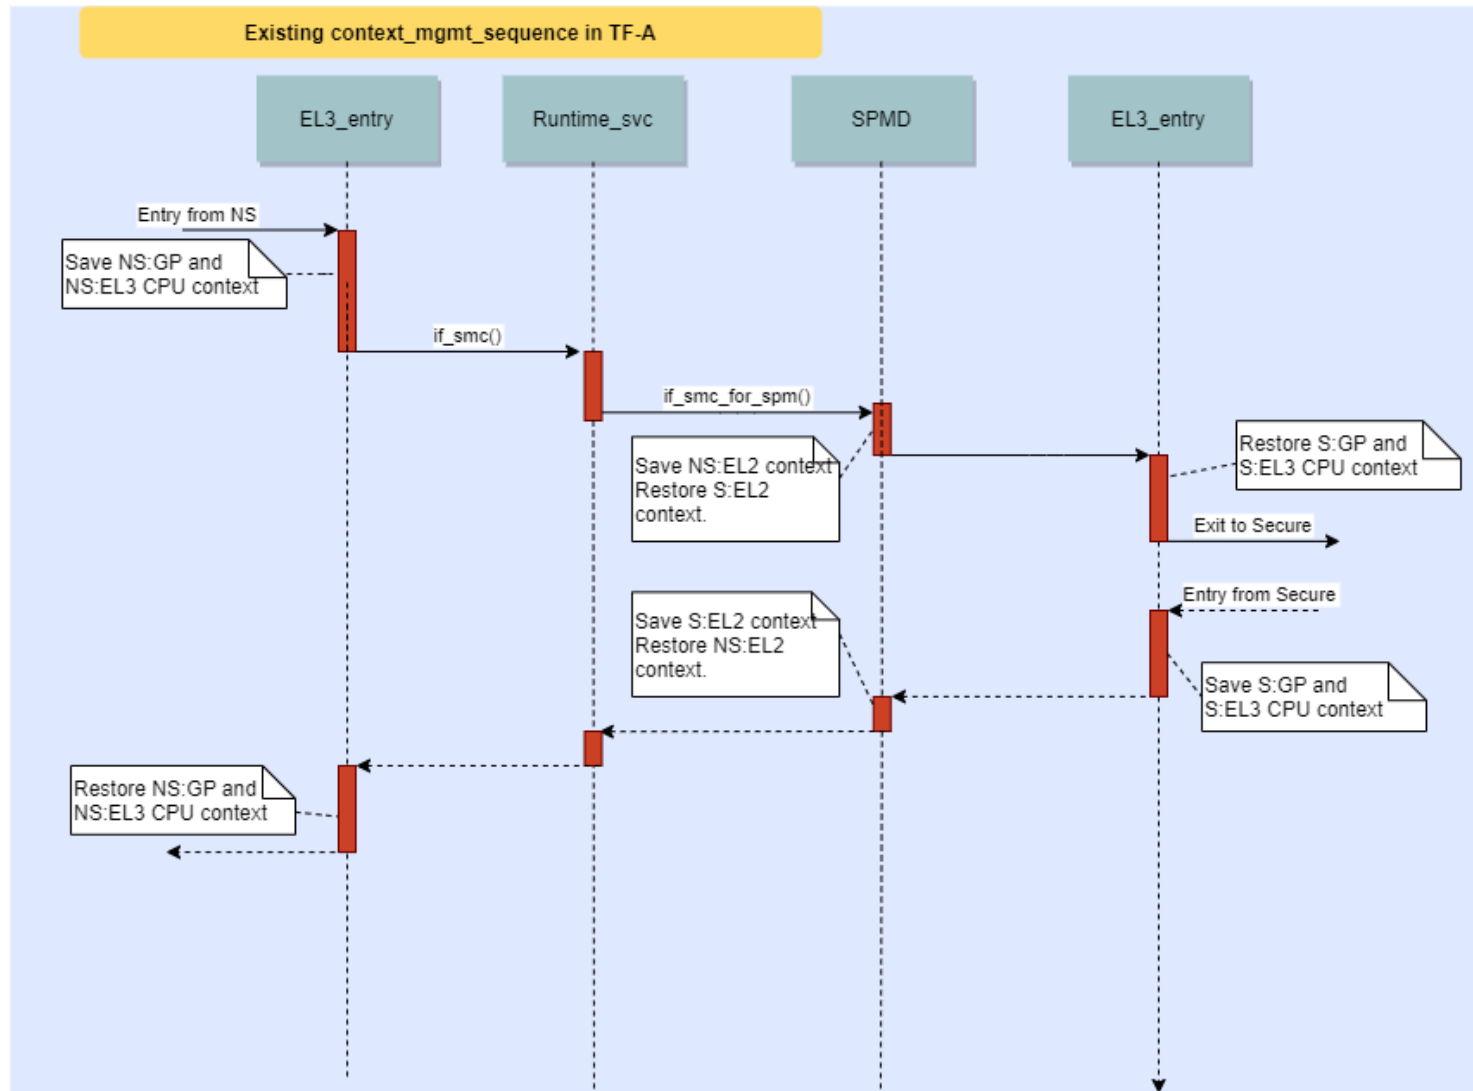 Existing context_mgmt_sequence in TF-A
EL3_entry
Runtime_svc
SPMD
EL3_entry
Entry from NS
Save NS:GP and
NS:EL3 CPU context
if_smc()
if_smc_for_spm()
Save NS:EL2 context
Restore S:EL2
context.
Restore S:GP and
S:EL3 CPU context
Exit to Secure
Entry from Secure
Save S:EL2 context
Restore NS:EL2
context.
Save S:GP and
S:EL3 CPU context
Restore NS:GP and
NS:EL3 CPU context